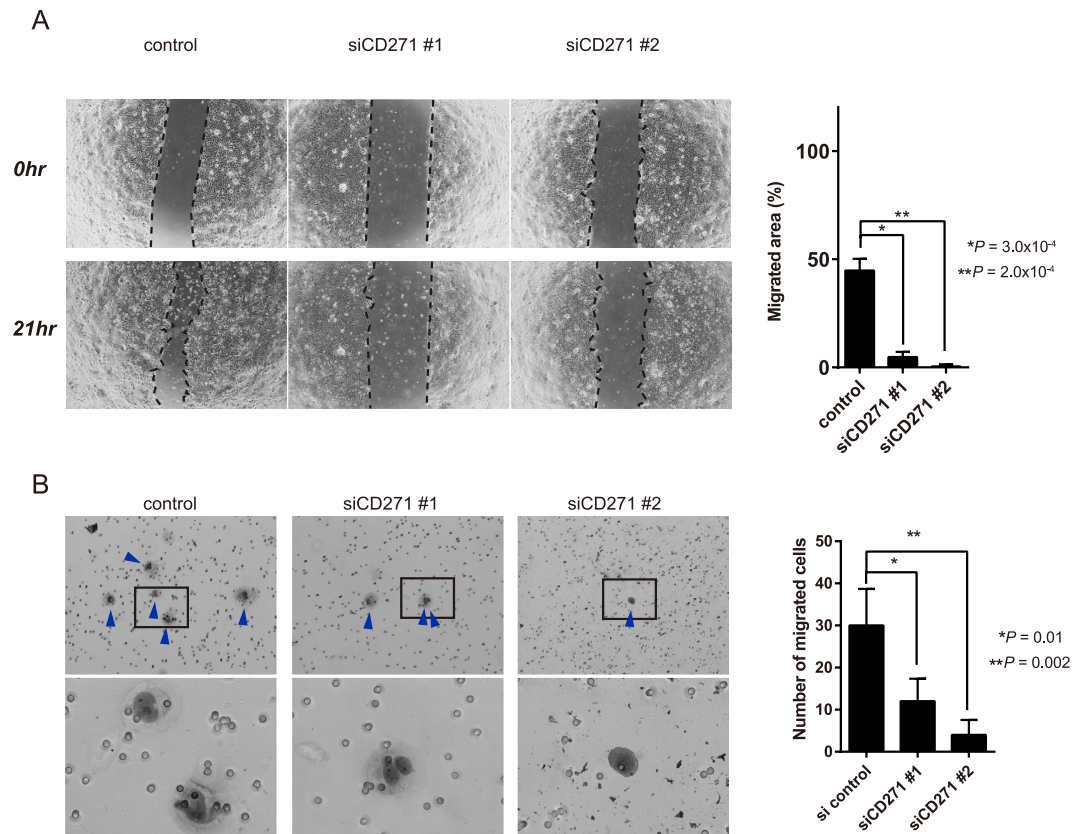 A
control
siCD271 #1
siCD271 #2
0hr
21hr
Migrated area (%)
100
50
0
**
*
*P = 3.0x10-4
**P = 2.0x10-4
control
siCD271 #1
siCD271 #2
B
control
siCD271 #1
siCD271 #2
Number of migrated cells
50
40
30
20
10
0
**
*
*P = 0.01
**P = 0.002
si control
siCD271 #1
siCD271 #2